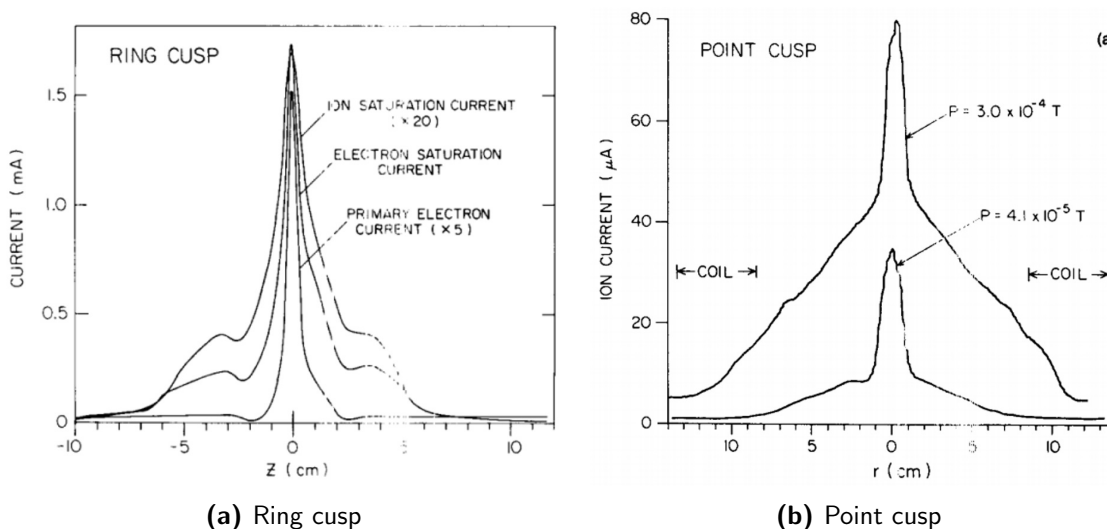 RING CUSP
ION SATURATION CURRENT
(×20)
ELECTRON SATURATION
CURRENT
PRIMARY ELECTRON
CURRENT (×5)
CURRENT (mA)
1.5
1.0
0.5
0
-10
-5
0
5
10
Z (cm)
(a) Ring cusp
POINT CUSP
(a
P = 3.0 x 10⁻⁴ T
P = 4.1 x 10⁻⁵ T
COIL
COIL
ION CURRENT (μA)
80
60
40
20
0
10
5
0
5
10
r (cm)
(b) Point cusp